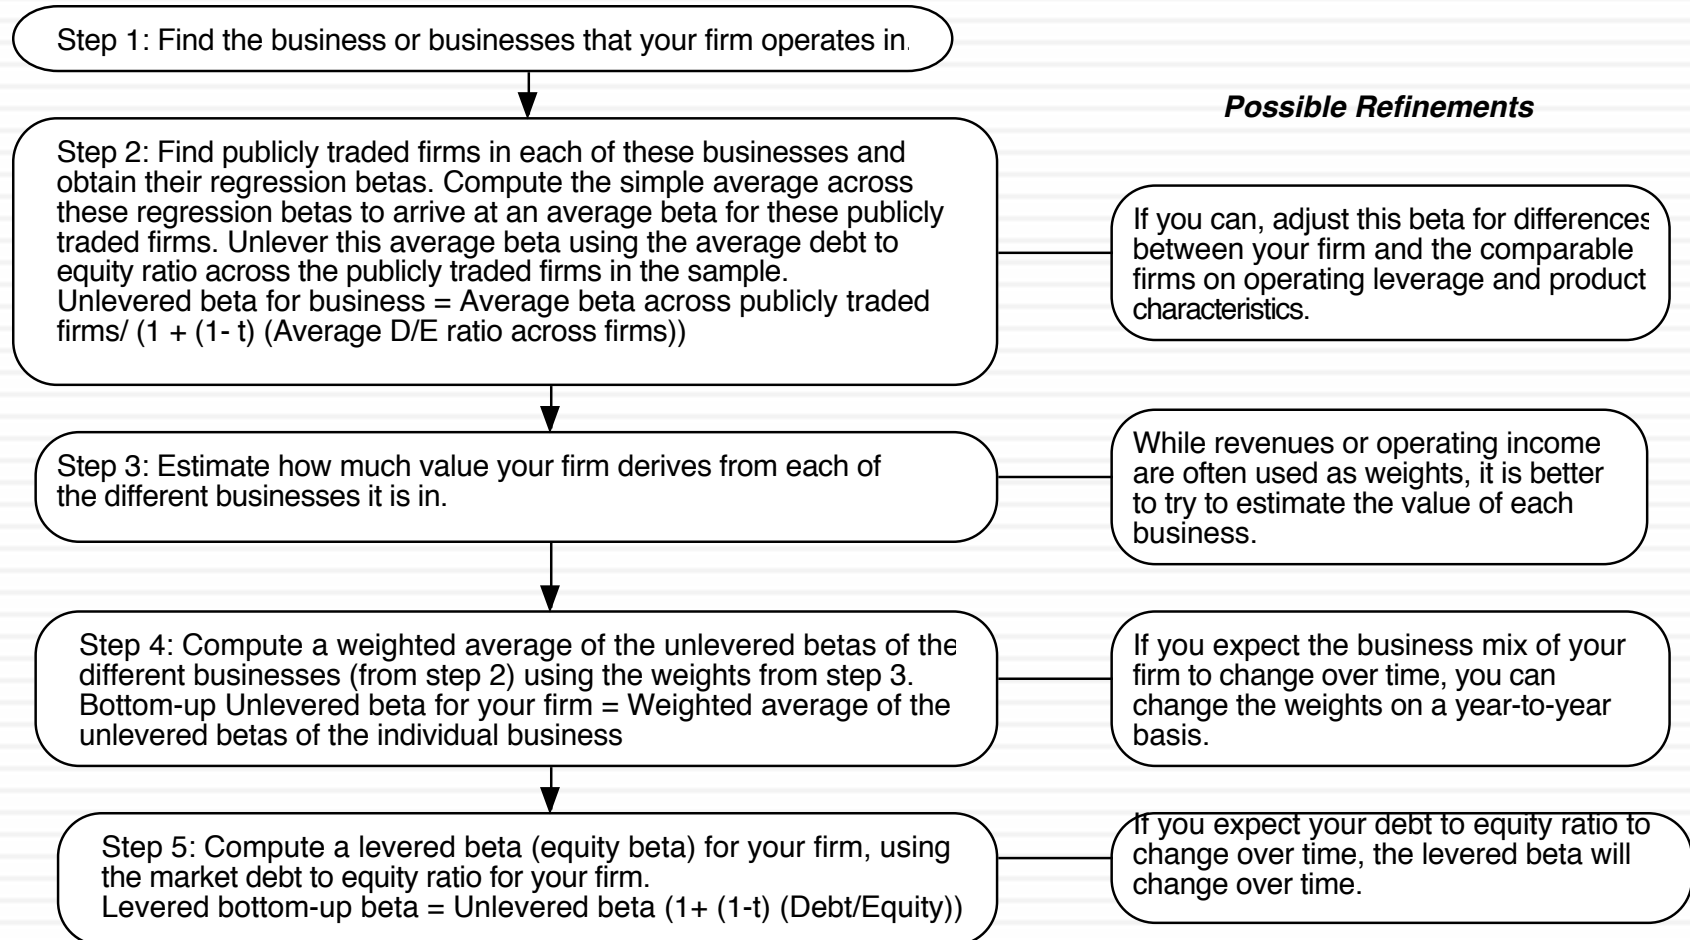 Step 1: Find the business or businesses that your firm operates in.
Possible Refinements
Step 2: Find publicly traded firms in each of these businesses and
obtain their regression betas. Compute the simple average across
these regression betas to arrive at an average beta for these publicly
traded firms. Unlever this average beta using the average debt to
equity ratio across the publicly traded firms in the sample.
Unlevered beta for business = Average beta across publicly traded
firms/ (1 + (1- t) (Average D/E ratio across firms))
If you can, adjust this beta for differences
between your firm and the comparable
firms on operating leverage and product
characteristics.
Step 3: Estimate how much value your firm derives from each of
the different businesses it is in.
While revenues or operating income
are often used as weights, it is better
to try to estimate the value of each
business.
Step 4: Compute a weighted average of the unlevered betas of the
different businesses (from step 2) using the weights from step 3.
Bottom-up Unlevered beta for your firm = Weighted average of the
unlevered betas of the individual business
If you expect the business mix of your
firm to change over time, you can
change the weights on a year-to-year
basis.
Step 5: Compute a levered beta (equity beta) for your firm, using
the market debt to equity ratio for your firm.
Levered bottom-up beta = Unlevered beta (1+ (1-t) (Debt/Equity))
If you expect your debt to equity ratio to
change over time, the levered beta will
change over time.